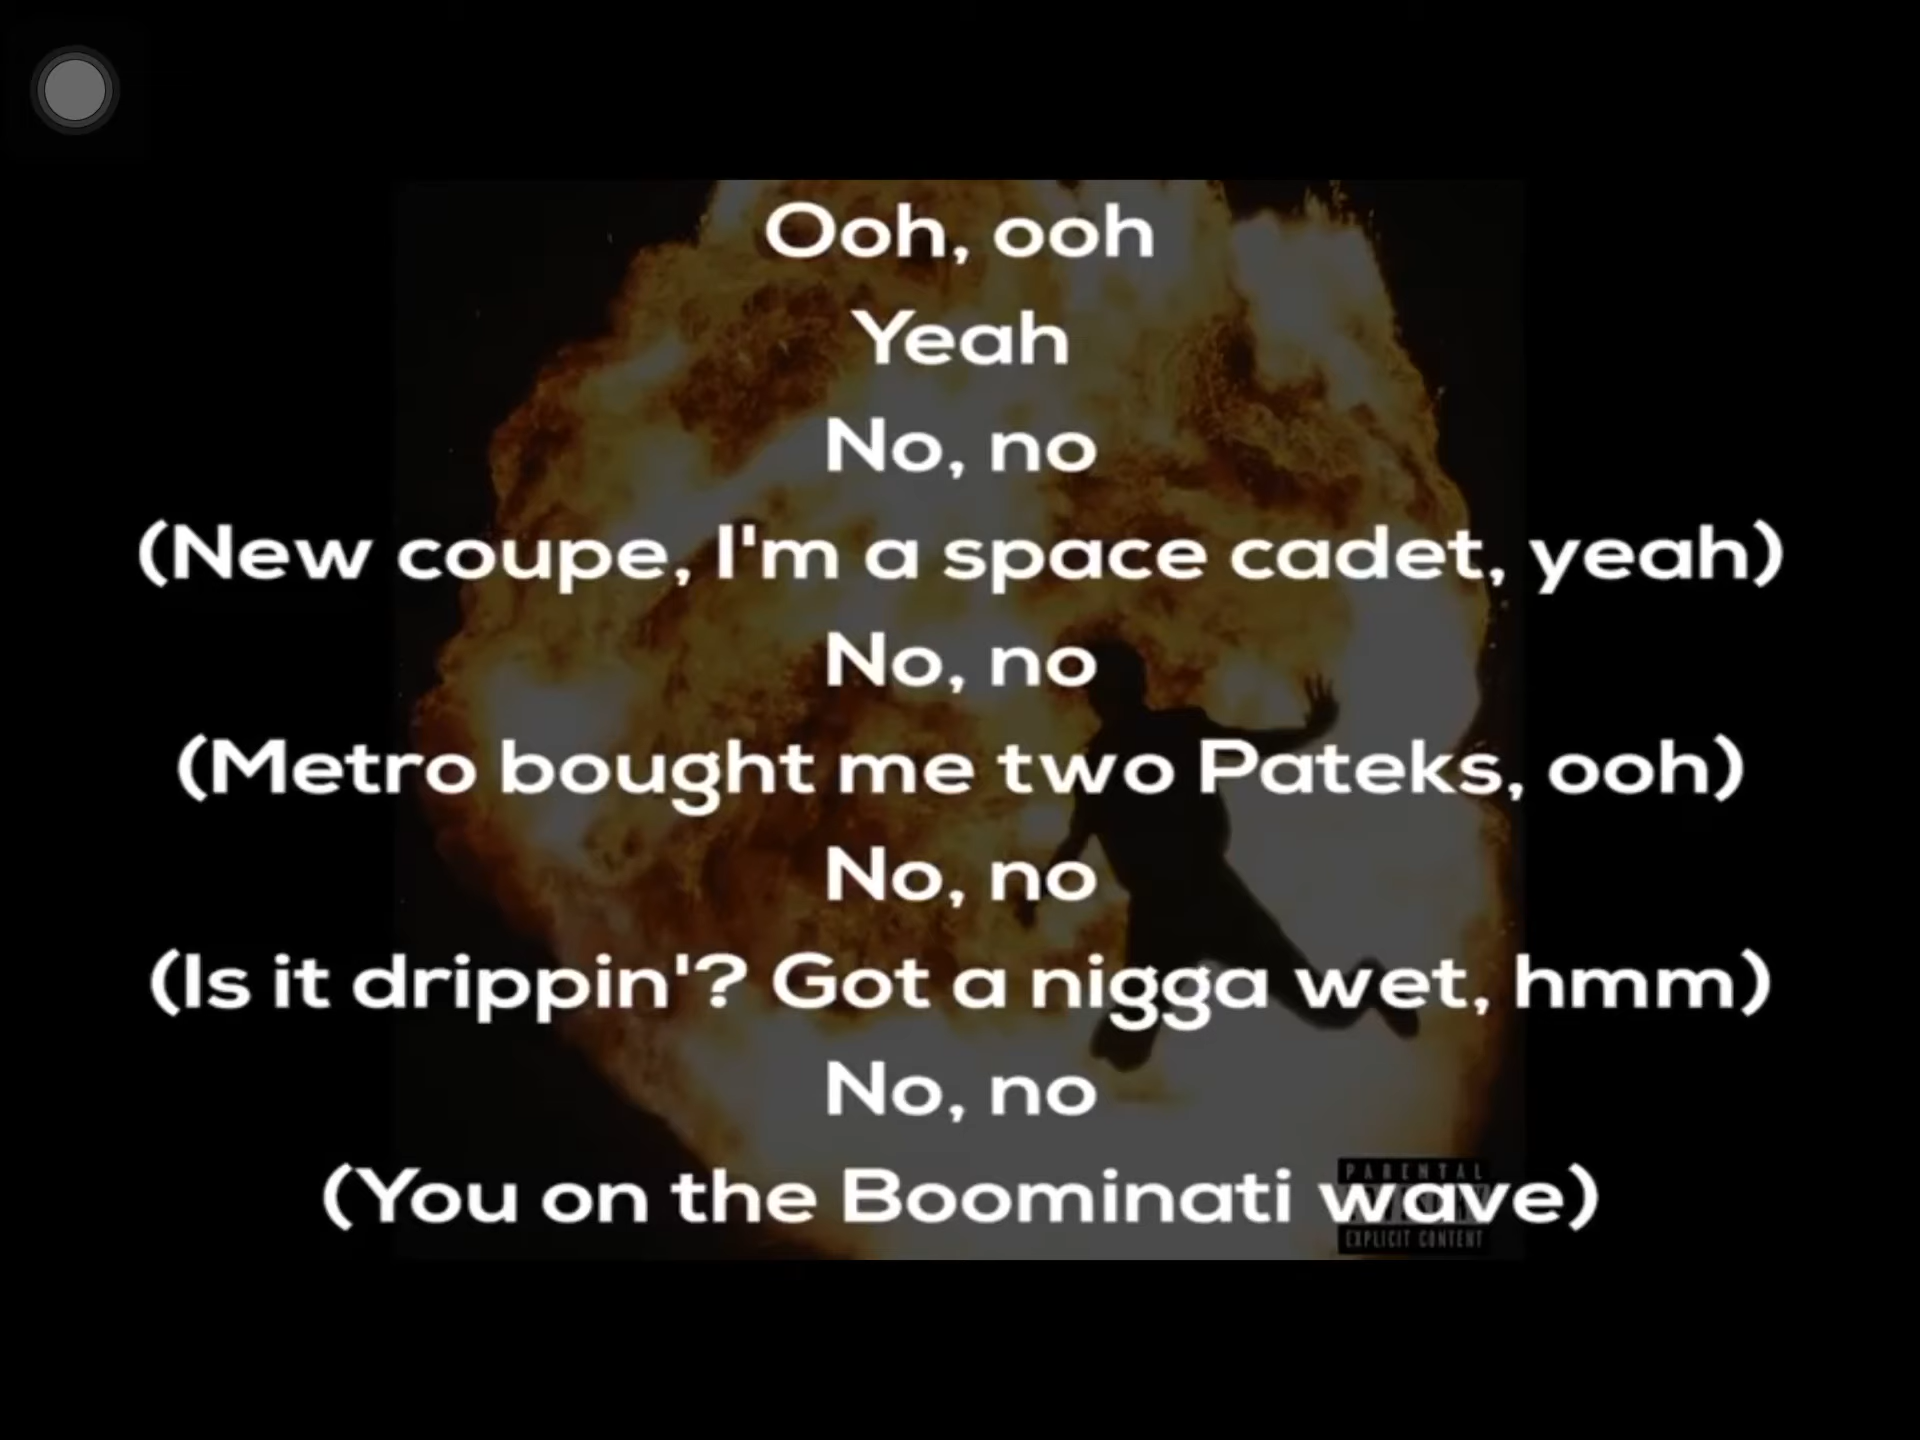 Ooh, ooh
Yeah
No, no
(New coupe, I'm a space cadet, yeah)
No, no
(Metro bought me two Pateks, ooh)
No, no
(Is it drippin'? Got a nigga wet, hmm)
No, no
(You on the Boominati wave)
PARENTAL
EXPLICIT CONTENT